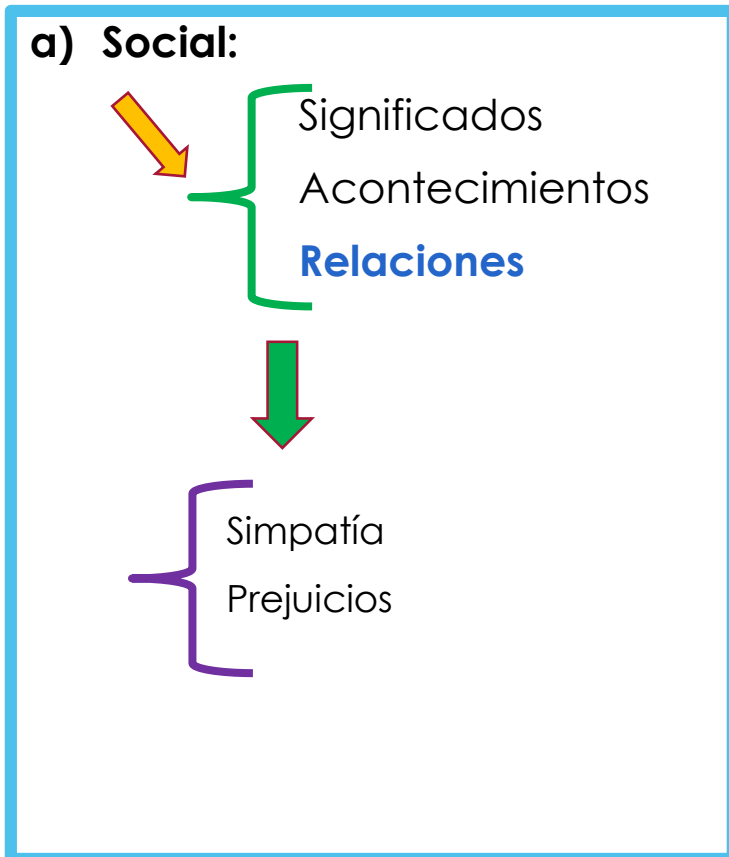 a) Social:
Significados
Acontecimientos
Relaciones
Simpatía
Prejuicios